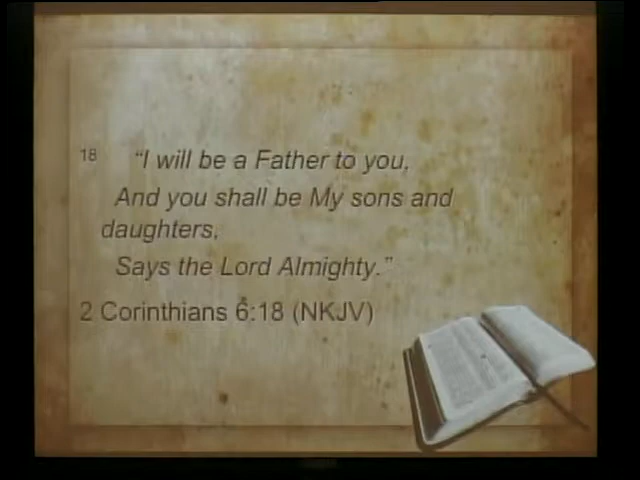 18 “I will be a Father to you,
And you shall be My sons and
daughters,
Says the Lord Almighty.”
2 Corinthians 6:18 (NKJV)